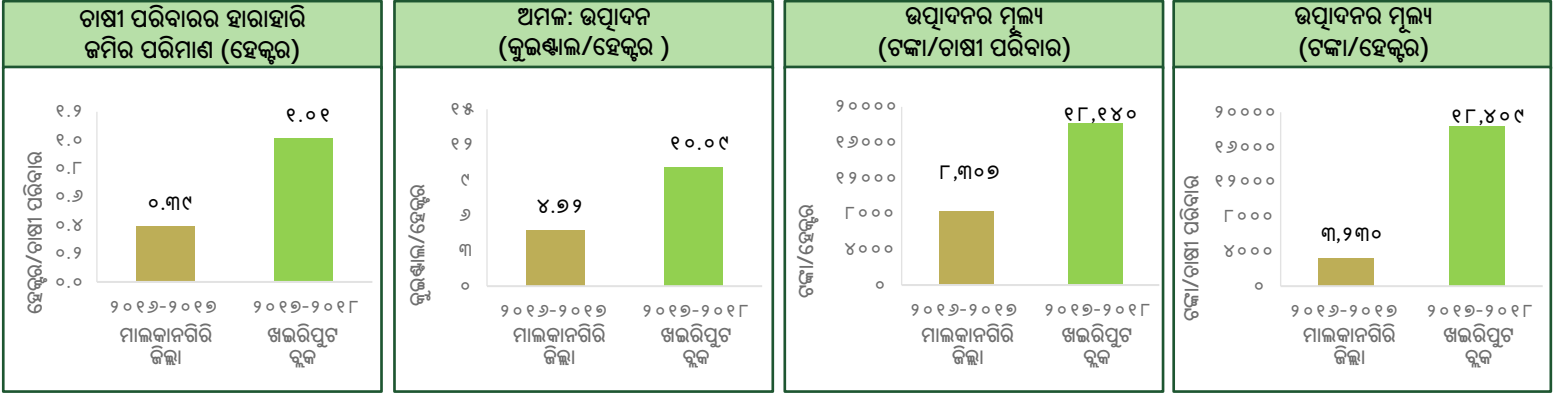 ଚାଷୀ ପରିବାରର ହାରାହାରି
ଜମିର ପରିମାଣ (ହେକ୍ଟର)
ହେକ୍ଟର/ଚାଷୀ ପରିବାର
୧.୨
୧.୦
୦.୮
୦.୬
୦.୪
୦.୨
୦.୦
୦.୩୯
୧.୦୧
୨୦୧୬-୨୦୧୭
ମାଲକାନଗିରି
ଜିଲ୍ଲା
୨୦୧୭-୨୦୧୮
ଖଇରିପୁଟ
ବ୍ଲକ
ଅମଳ: ଉତ୍ପାଦନ
(କୁଇଣ୍ଟାଲ/ହେକ୍ଟର )
କୁଇଣ୍ଟାଲ/ହେକ୍ଟର
୧୫
୧୨
୯
୬
୩
୦
୪.୭୨
୧୦.୦୯
୨୦୧୬-୨୦୧୭
ମାଲକାନଗିରି
ଜିଲ୍ଲା
୨୦୧୭-୨୦୧୮
ଖଇରିପୁଟ
ବ୍ଲକ
ଉତ୍ପାଦନର ମୂଲ୍ୟ
(ଟଙ୍କା/ଚାଷୀ ପରିବାର)
ଟଙ୍କା/ହେକ୍ଟର
୨୦୦୦୦
୧୬୦୦୦
୧୨୦୦୦
୮୦୦୦
୪୦୦୦
୦
୮,୩୦୭
୧୮,୧୪୦
୨୦୧୬-୨୦୧୭
ମାଲକାନଗିରି
ଜିଲ୍ଲା
୨୦୧୭-୨୦୧୮
ଖଇରିପୁଟ
ବ୍ଲକ
ଉତ୍ପାଦନର ମୂଲ୍ୟ
(ଟଙ୍କା/ହେକ୍ଟର)
ଟଙ୍କା/ଚାଷୀ ପରିବାର
୨୦୦୦୦
୧୬୦୦୦
୧୨୦୦୦
୮୦୦୦
୪୦୦୦
୦
୩,୨୩୦
୧୮,୪୦୯
୨୦୧୬-୨୦୧୭
ମାଲକାନଗିରି
ଜିଲ୍ଲା
୨୦୧୭-୨୦୧୮
ଖଇରିପୁଟ
ବ୍ଲକ